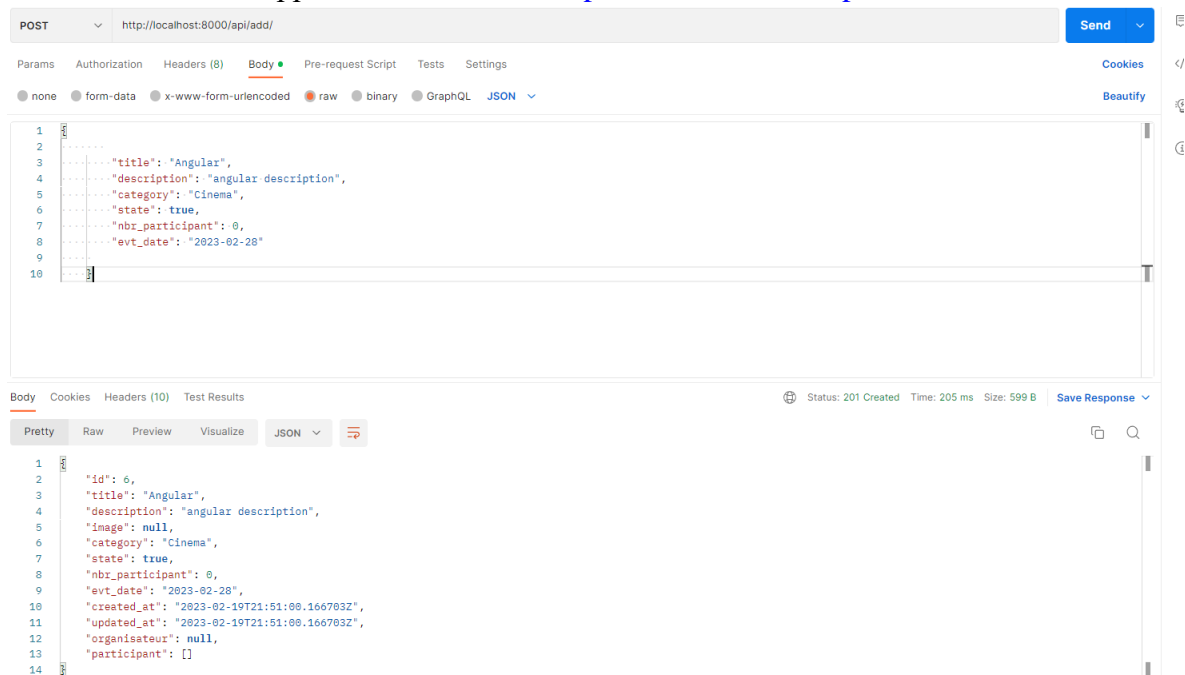 POST http://localhost:8000/api/add/ Send
Params Authorization Headers (8) Body Pre-request Script Tests Settings Cookies
none form-data x-www-form-urlencoded raw binary GraphQL JSON Beautify
1 {
2
3 "title": "Angular",
4 "description": "angular description",
5 "category": "Cinema",
6 "state": true,
7 "nbr_participant": 0,
8 "evt_date": "2023-02-28"
9
10 }
Body Cookies Headers (10) Test Results Status: 201 Created Time: 205 ms Size: 599 B Save Response
Pretty Raw Preview Visualize JSON
1 {
2 "id": 6,
3 "title": "Angular",
4 "description": "angular description",
5 "image": null,
6 "category": "Cinema",
7 "state": true,
8 "nbr_participant": 0,
9 "evt_date": "2023-02-28",
10 "created_at": "2023-02-19T21:51:00.166703Z",
11 "updated_at": "2023-02-19T21:51:00.166703Z",
12 "organisateur": null,
13 "participant": []
14 }